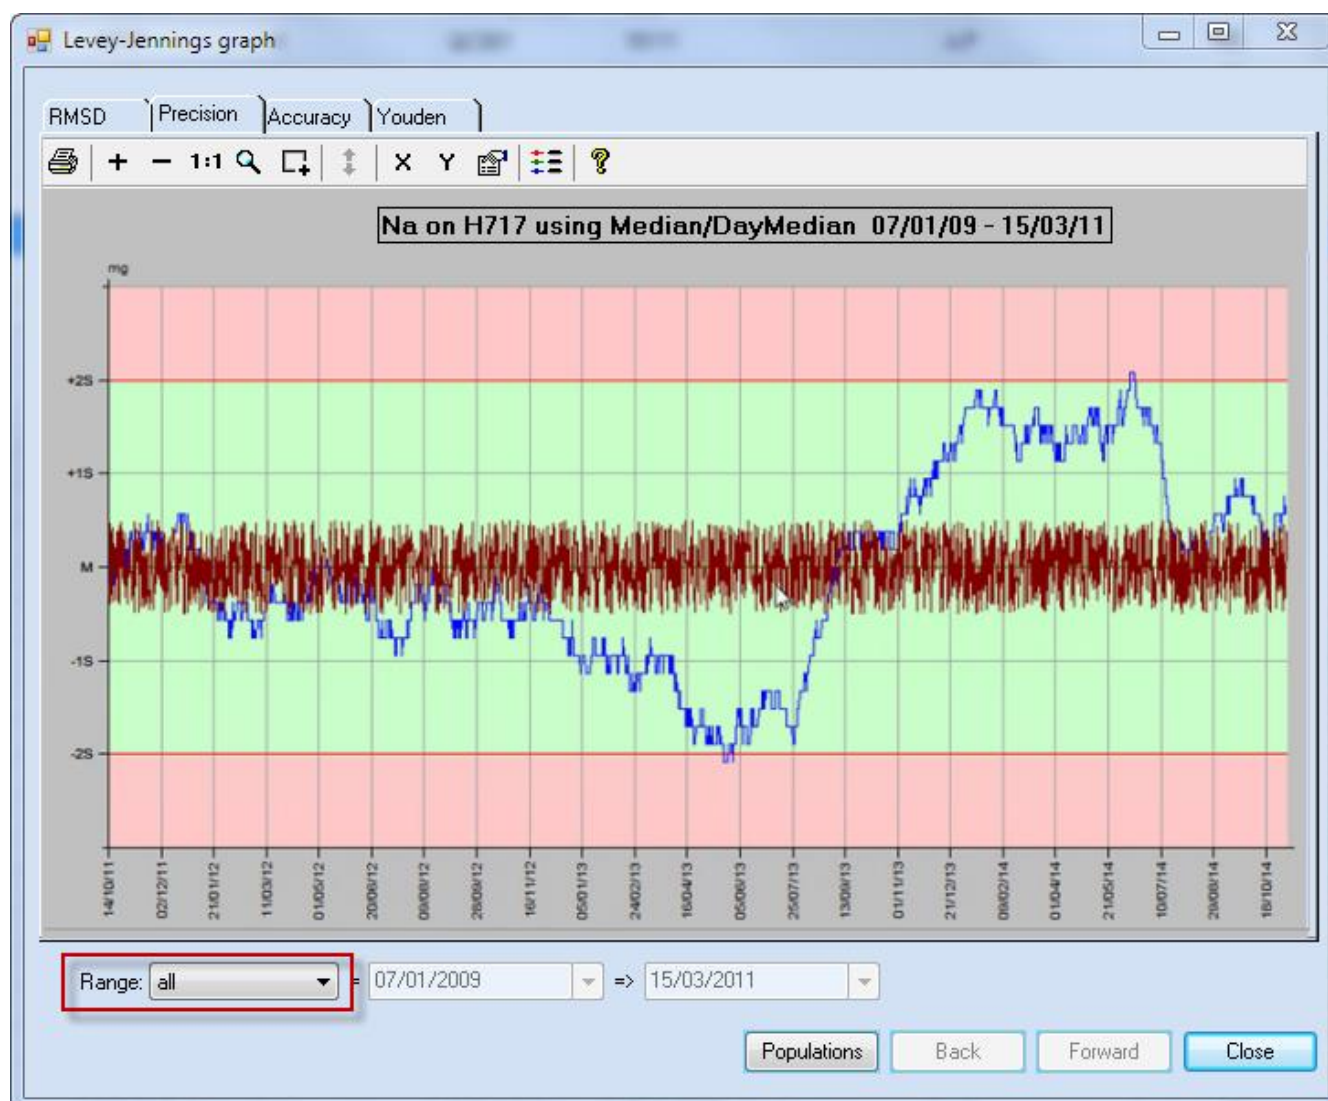 Levey-Jennings graph
RMSD Precision Accuracy Youden
1:1 X Y ?
Na on H717 using Median/DayMedian 07/01/09 - 15/03/11
mg
+2S
+1S
M
-1S
-2S
14/10/11 02/12/11 21/01/12 11/03/12 01/05/12 20/06/12 09/08/12 28/09/12 16/11/12 05/01/13 24/02/13 16/04/13 05/06/13 25/07/13 13/09/13 01/11/13 21/12/13 09/02/14 01/04/14 21/05/14 10/07/14 29/08/14 18/10/14
Range: all = 07/01/2009 => 15/03/2011
Populations Back Forward Close